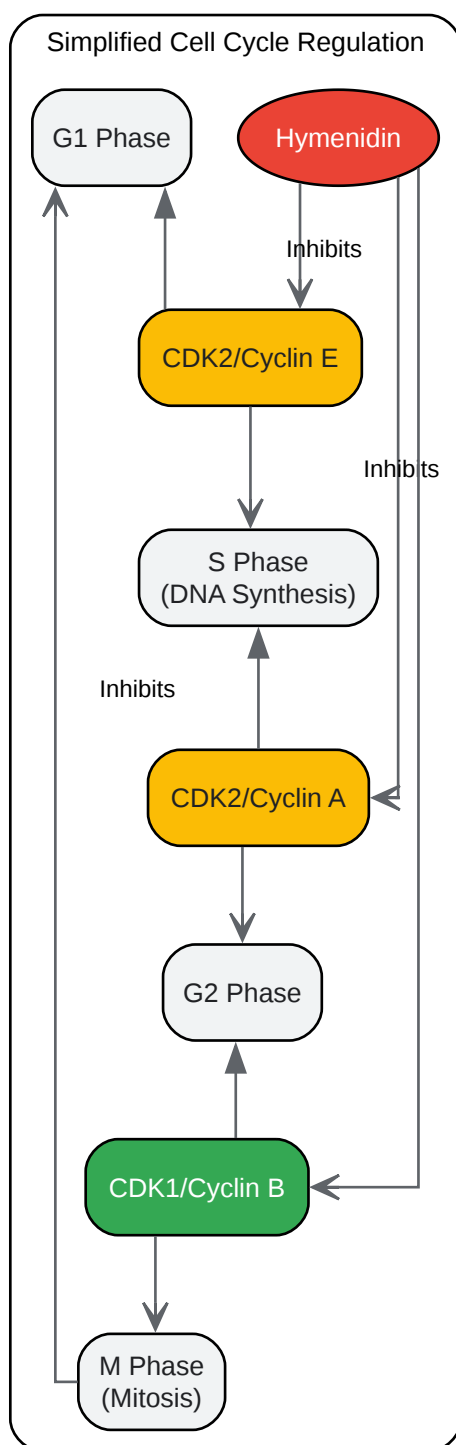 Simplified Cell Cycle Regulation
G1 Phase
Hymenidin
Inhibits
CDK2/Cyclin E
Inhibits
S Phase
(DNA Synthesis)
Inhibits
CDK2/Cyclin A
G2 Phase
CDK1/Cyclin B
M Phase
(Mitosis)